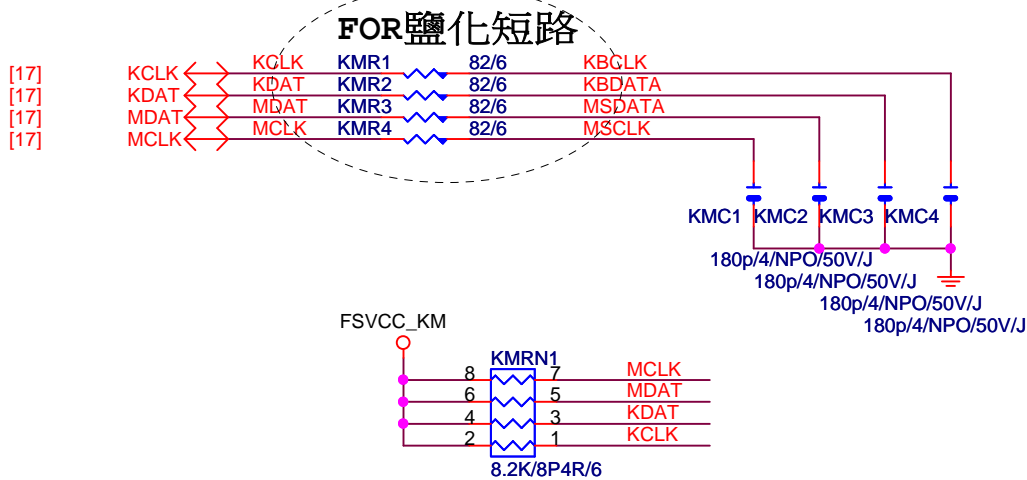 FOR鹽化短路
[17] KCLK KCLK KMR1 82/6 KBCLK
[17] KDAT KDAT KMR2 82/6 KBDATA
[17] MDAT MDAT KMR3 82/6 MSDATA
[17] MCLK MCLK KMR4 82/6 MSCLK
KMC1 KMC2 KMC3 KMC4
180p/4/NPO/50V/J
180p/4/NPO/50V/J
180p/4/NPO/50V/J
180p/4/NPO/50V/J
FSVCC_KM
KMRN1
8 7 MCLK
6 5 MDAT
4 3 KDAT
2 1 KCLK
8.2K/8P4R/6